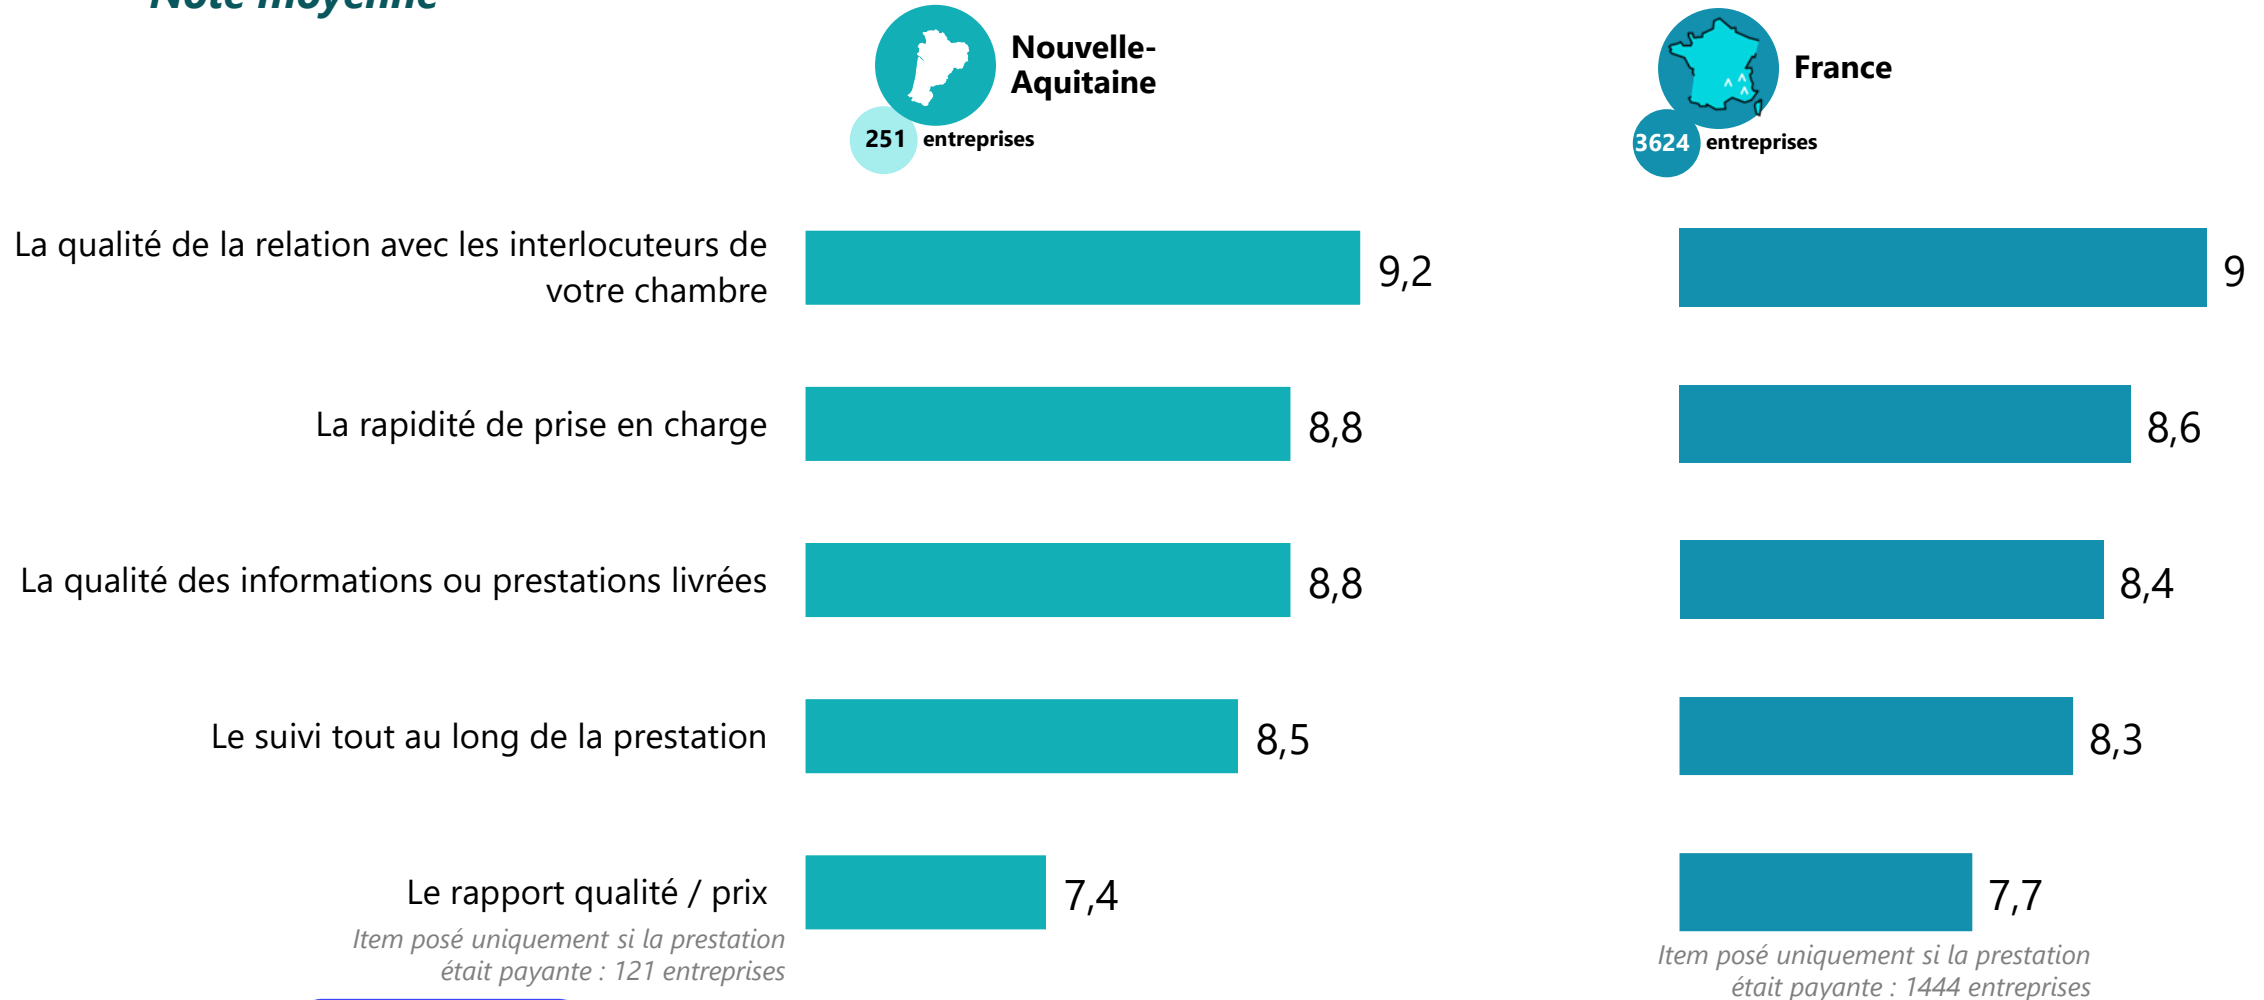 Note moyenne
Nouvelle-
Aquitaine
251 entreprises
France
3624 entreprises
La qualité de la relation avec les interlocuteurs de
votre chambre
9,2
9
La rapidité de prise en charge
8,8
8,6
La qualité des informations ou prestations livrées
8,8
8,4
Le suivi tout au long de la prestation
8,5
8,3
Le rapport qualité / prix
7,4
7,7
Item posé uniquement si la prestation
était payante : 121 entreprises
Item posé uniquement si la prestation
était payante : 1444 entreprises